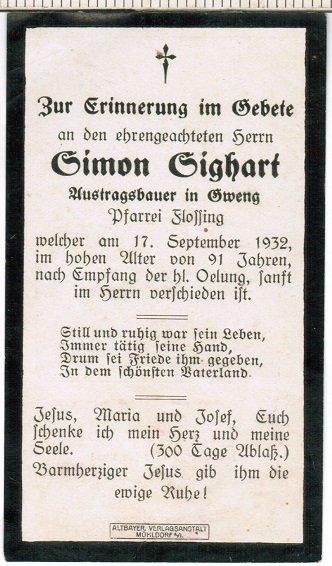 Zur Erinnerung im Gebete
an den ehrengeachteten Herrn
Simon Sighart
Austragsbauer in Gweng
Pfarrei Flossing
welcher am 17. September 1932,
im hohen Alter von 91 Jahren,
nach Empfang der hl. Oelung, sanft
im Herrn verschieden ist.
Still und ruhig war sein Leben,
Immer tätig seine Hand,
Drum sei Friede ihm gegeben,
In dem schönsten Vaterland.
Jesus, Maria und Josef, Euch
schenke ich mein Herz und meine
Seele. (300 Tage Ablaß.)
Barmherziger Jesus gib ihm die
ewige Ruhe!
ALTBAYER. VERLAGSANSTALT
MÜHLDORF a/I.